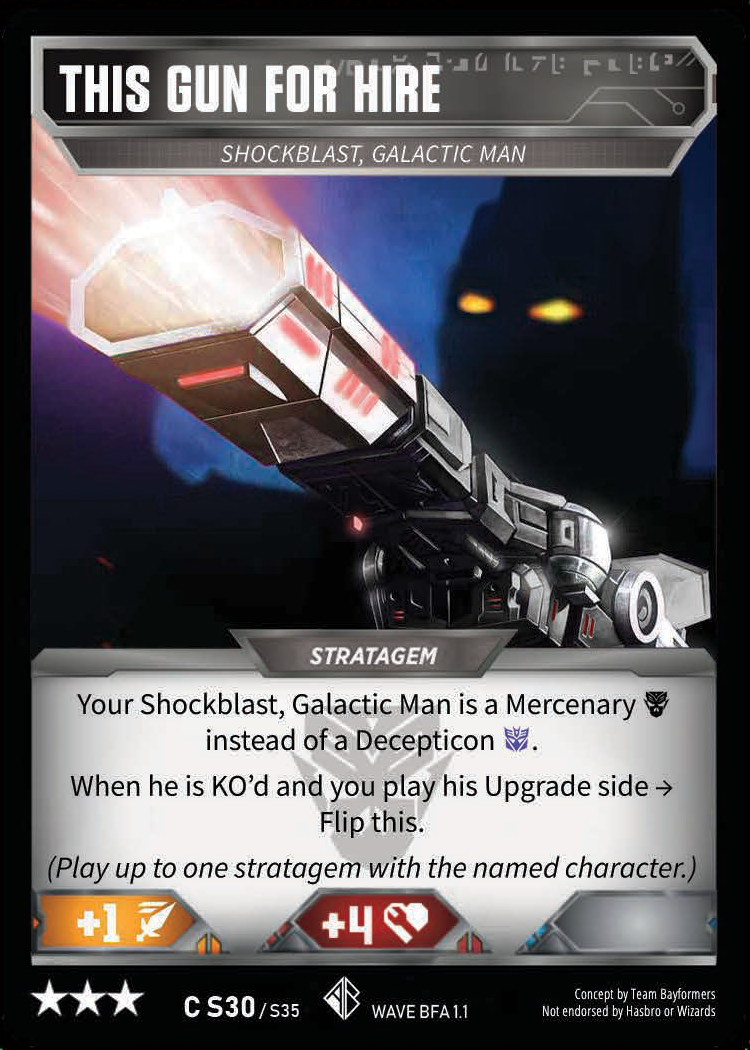 THIS GUN FOR HIRE
SHOCKBLAST, GALACTIC MAN
STRATAGEM
Your Shockblast, Galactic Man is a Mercenary
instead of a Decepticon .
When he is KO’d and you play his Upgrade side →
Flip this.
(Play up to one stratagem with the named character.)
+1 +4
★★★ C S30/S35 WAVE BFA 1.1
Concept by Team Bayformers
Not endorsed by Hasbro or Wizards